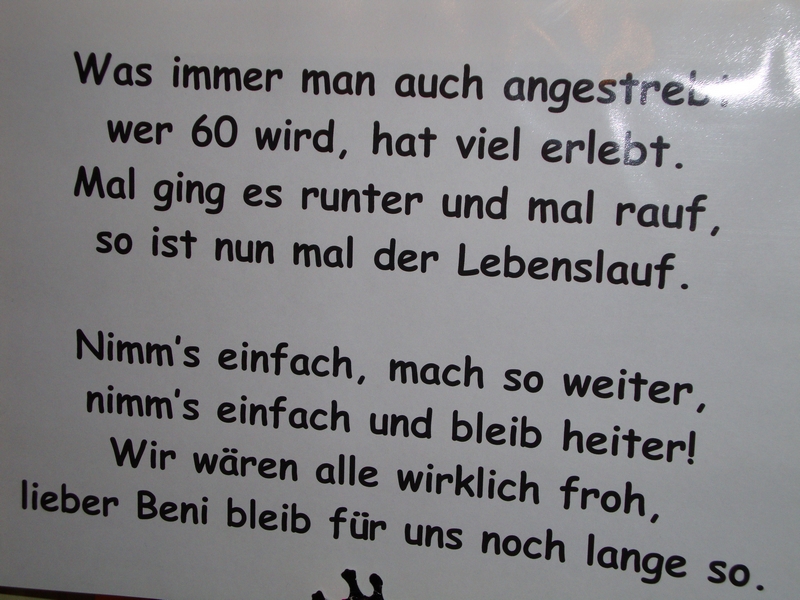 Was immer man auch angestrebt
wer 60 wird, hat viel erlebt.
Mal ging es runter und mal rauf,
so ist nun mal der Lebenslauf.
Nimm's einfach, mach so weiter,
nimm's einfach und bleib heiter!
Wir wären alle wirklich froh,
lieber Beni bleib für uns noch lange so.